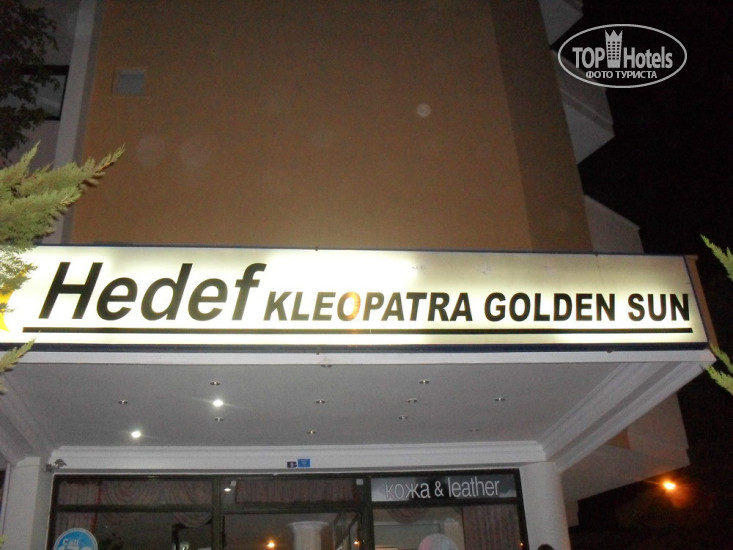 TOP Hotels
ФОТО ТУРИСТА
Hedef KLEOPATRA GOLDEN SUN
кожа & leather